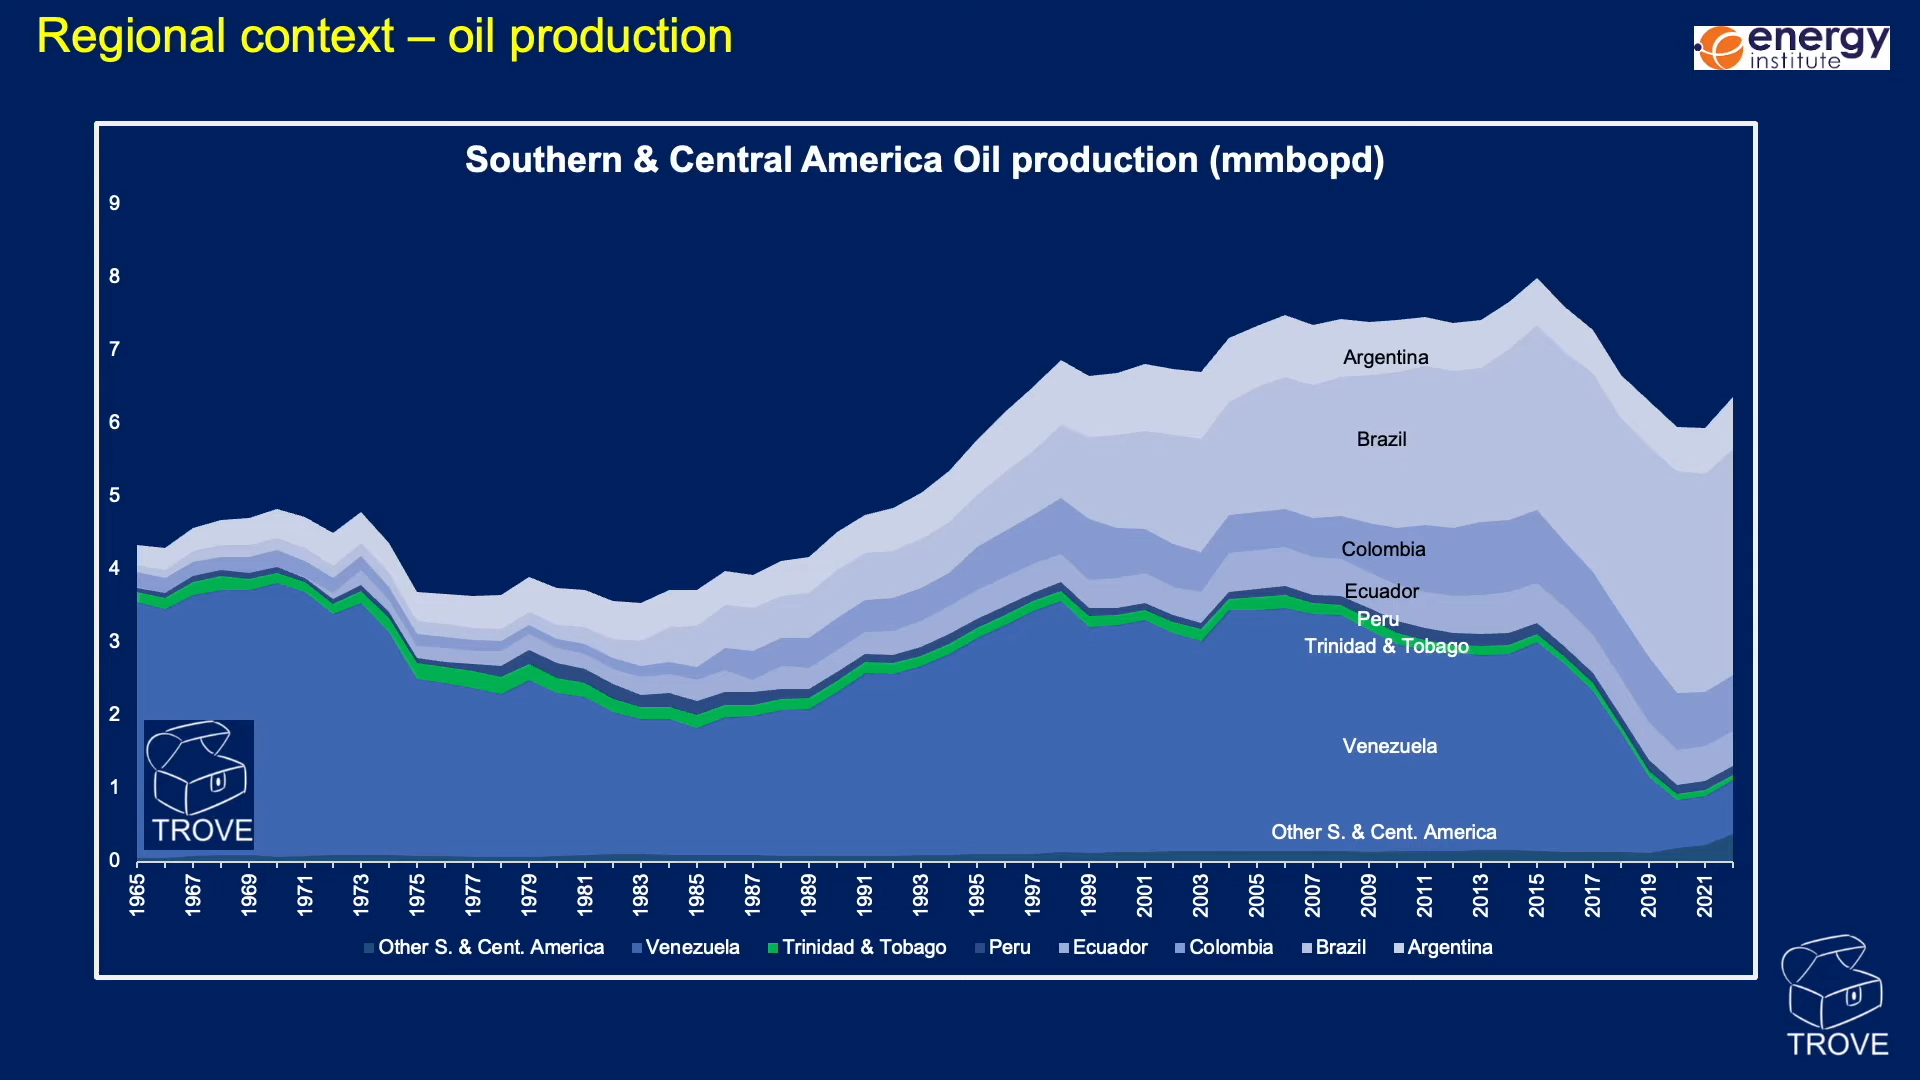 Regional context – oil production
energy
institute
Southern & Central America Oil production (mmbopd)
9
8
7
6
5
4
3
2
1
0
Argentina
Brazil
Colombia
Ecuador
Peru
Trinidad & Tobago
Venezuela
Other S. & Cent. America
TROVE
1965 1967 1969 1971 1973 1975 1977 1979 1981 1983 1985 1987 1989 1991 1993 1995 1997 1999 2001 2003 2005 2007 2009 2011 2013 2015 2017 2019 2021
Other S. & Cent. America Venezuela Trinidad & Tobago Peru Ecuador Colombia Brazil Argentina
TROVE